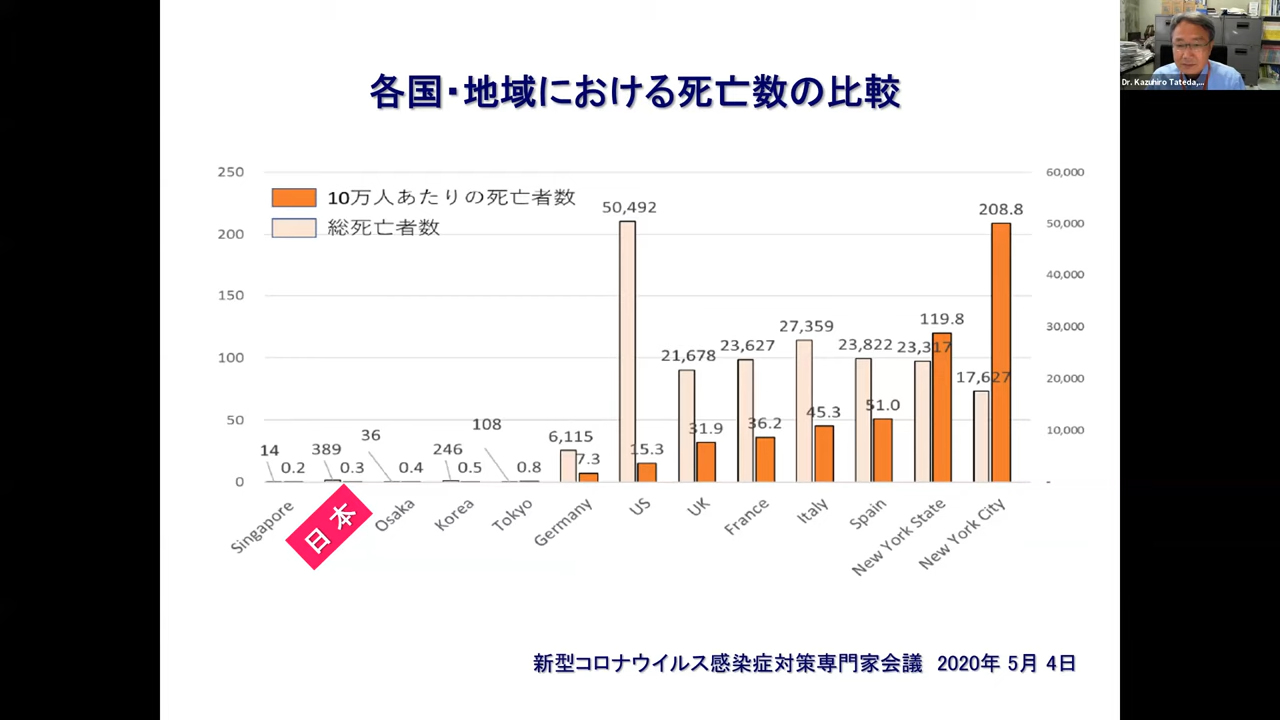 各国・地域における死亡数の比較
Dr. Kazuhiro Tateda,...
10万人あたりの死亡者数
総死亡者数
250
200
150
100
50
0
60,000
50,000
40,000
30,000
20,000
10,000
-
14
0.2
389
0.3
36
0.4
246
0.5
108
0.8
6,115
7.3
50,492
15.3
21,678
31.9
23,627
36.2
27,359
45.3
23,822
51.0
23,317
119.8
17,627
208.8
Singapore
日本
Osaka
Korea
Tokyo
Germany
US
UK
France
Italy
Spain
New York State
New York City
新型コロナウイルス感染症対策専門家会議 2020年 5月 4日